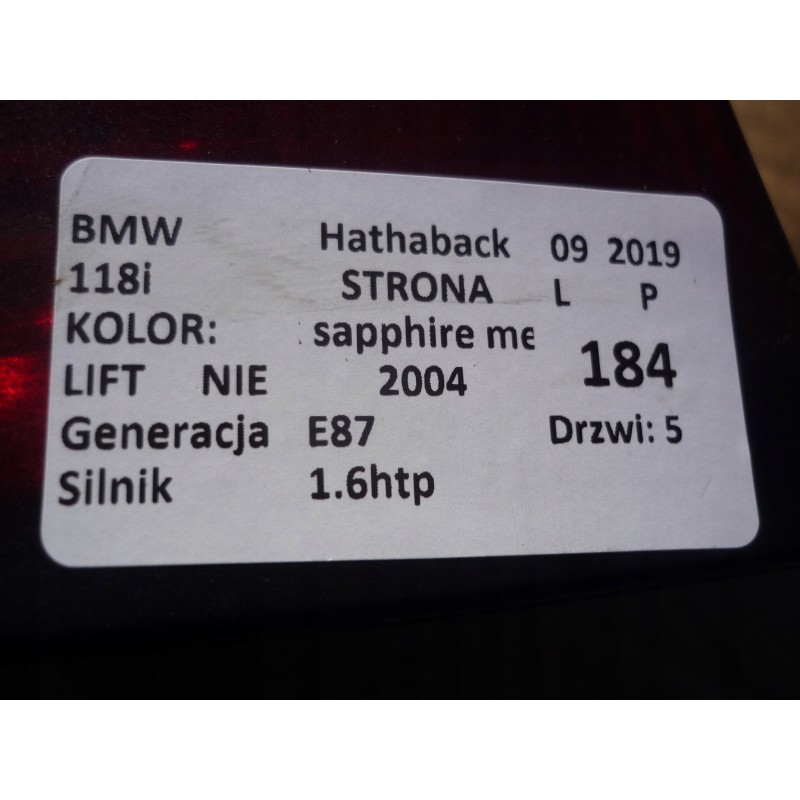 BMW Hathaback 09 2019
118i STRONA L P
KOLOR: sapphire me 184
LIFT NIE 2004
Generacja E87 Drzwi: 5
Silnik 1.6htp